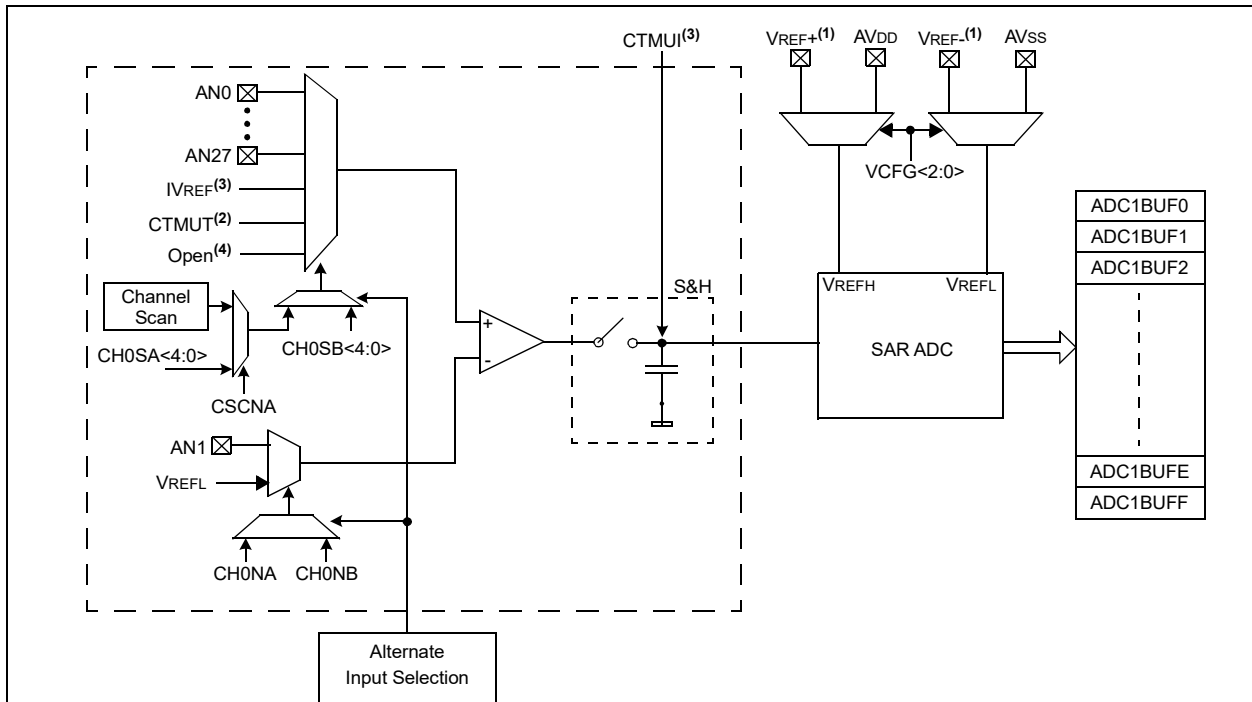 CTMUI(3)
VREF+(1) AVDD VREF-(1) AVSS
AN0
AN27
IVREF(3)
CTMUT(2)
Open(4)
VCFG<2:0>
ADC1BUF0
ADC1BUF1
ADC1BUF2
S&H
VREFH VREFL
Channel
Scan
CH0SB<4:0>
CH0SA<4:0>
SAR ADC
+
-
CSCNA
AN1
VREFL
ADC1BUFE
ADC1BUFF
CH0NA CH0NB
Alternate
Input Selection